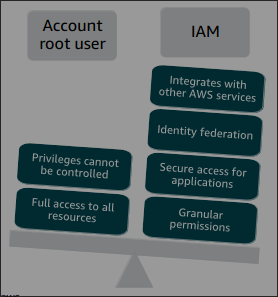 Account
root user
IAM
Integrates with
other AWS services
Identity federation
Privileges cannot
be controlled
Secure access for
applications
Full access to all
resources
Granular
permissions